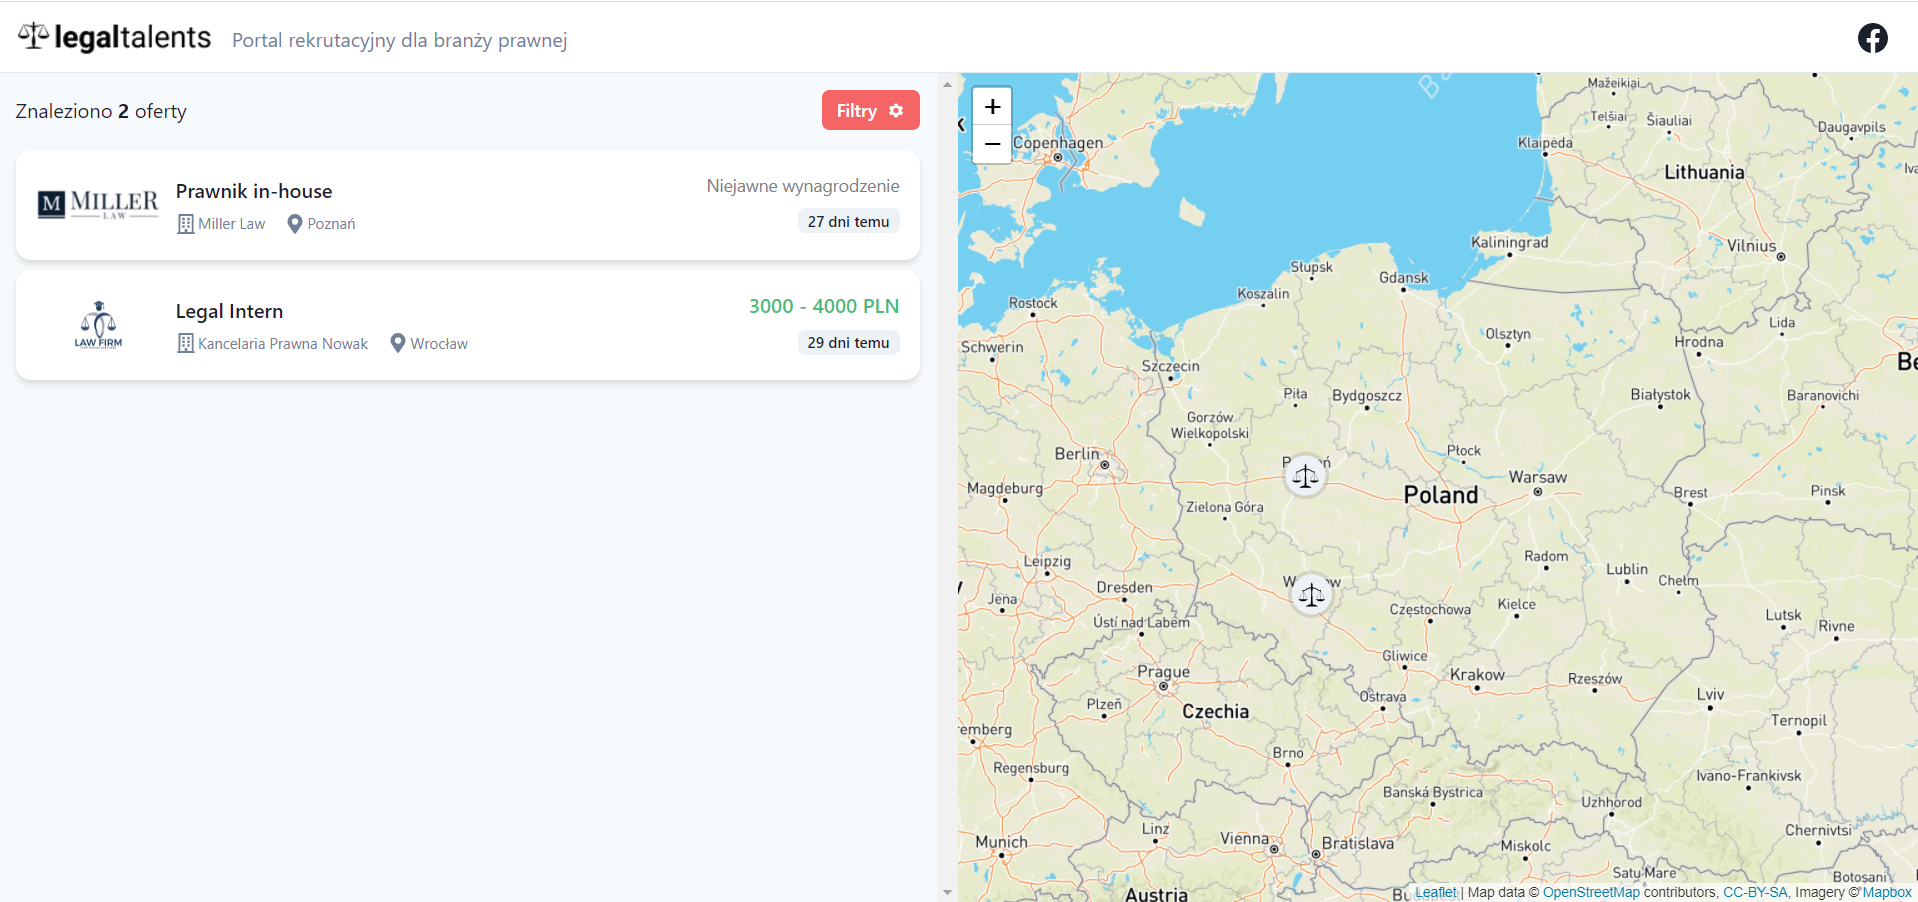 legaltalents Portal rekrutacyjny dla branży prawnej
Znaleziono 2 oferty
Filtry
M MILLER
LAW
Prawnik in-house
Niejawne wynagrodzenie
Miller Law Poznań
27 dni temu
LAW FIRM
Legal Intern
3000 - 4000 PLN
Kancelaria Prawna Nowak Wrocław
29 dni temu
+
−
Mažeikiai
Telšiai
Šiauliai
Daugavpils
Copenhagen
Klaipėda
Lithuania
Kaliningrad
Vilnius
Słupsk
Gdansk
Koszalin
Rostock
Lida
Olsztyn
Hrodna
Schwerin
Szczecin
Piła
Bydgoszcz
Białystok
Baranovichi
Gorzów
Wielkopolski
Berlin
Płock
Warsaw
Magdeburg
Poland
Brest
Pinsk
Zielona Góra
Radom
Leipzig
Lublin
Chełm
Dresden
Jena
Częstochowa
Kielce
Lutsk
Rivne
Ústí nad Labem
Gliwice
Prague
Krakow
Rzeszów
Ostrava
Lviv
Plzeň
Czechia
Ternopil
remberg
Brno
Regensburg
Ivano-Frankivsk
Banská Bystrica
Uzhhorod
Linz
Vienna
Chernivtsi
Munich
Bratislava
Miskolc
Satu Mare
Botosani
Austria
Leaflet | Map data © OpenStreetMap contributors, CC-BY-SA, Imagery © Mapbox